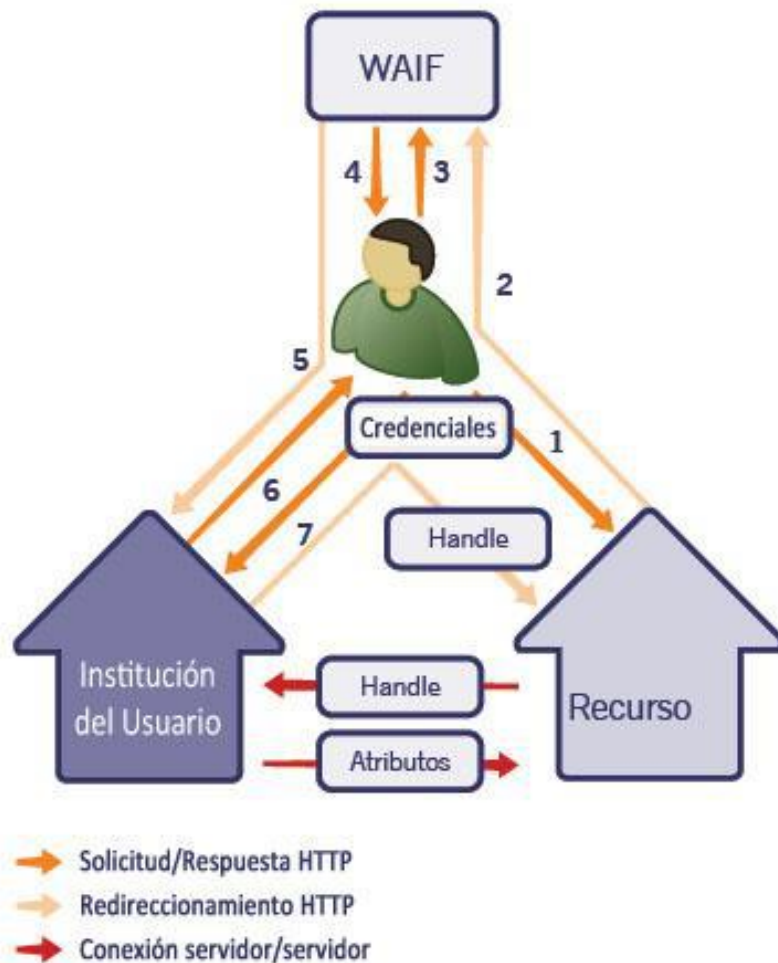 WAIF
4
3
2
5
Credenciales
1
6
7
Handle
Institución
del Usuario
Handle
Recurso
Atributos
Solicitud/Respuesta HTTP
Redireccionamiento HTTP
Conexión servidor/servidor